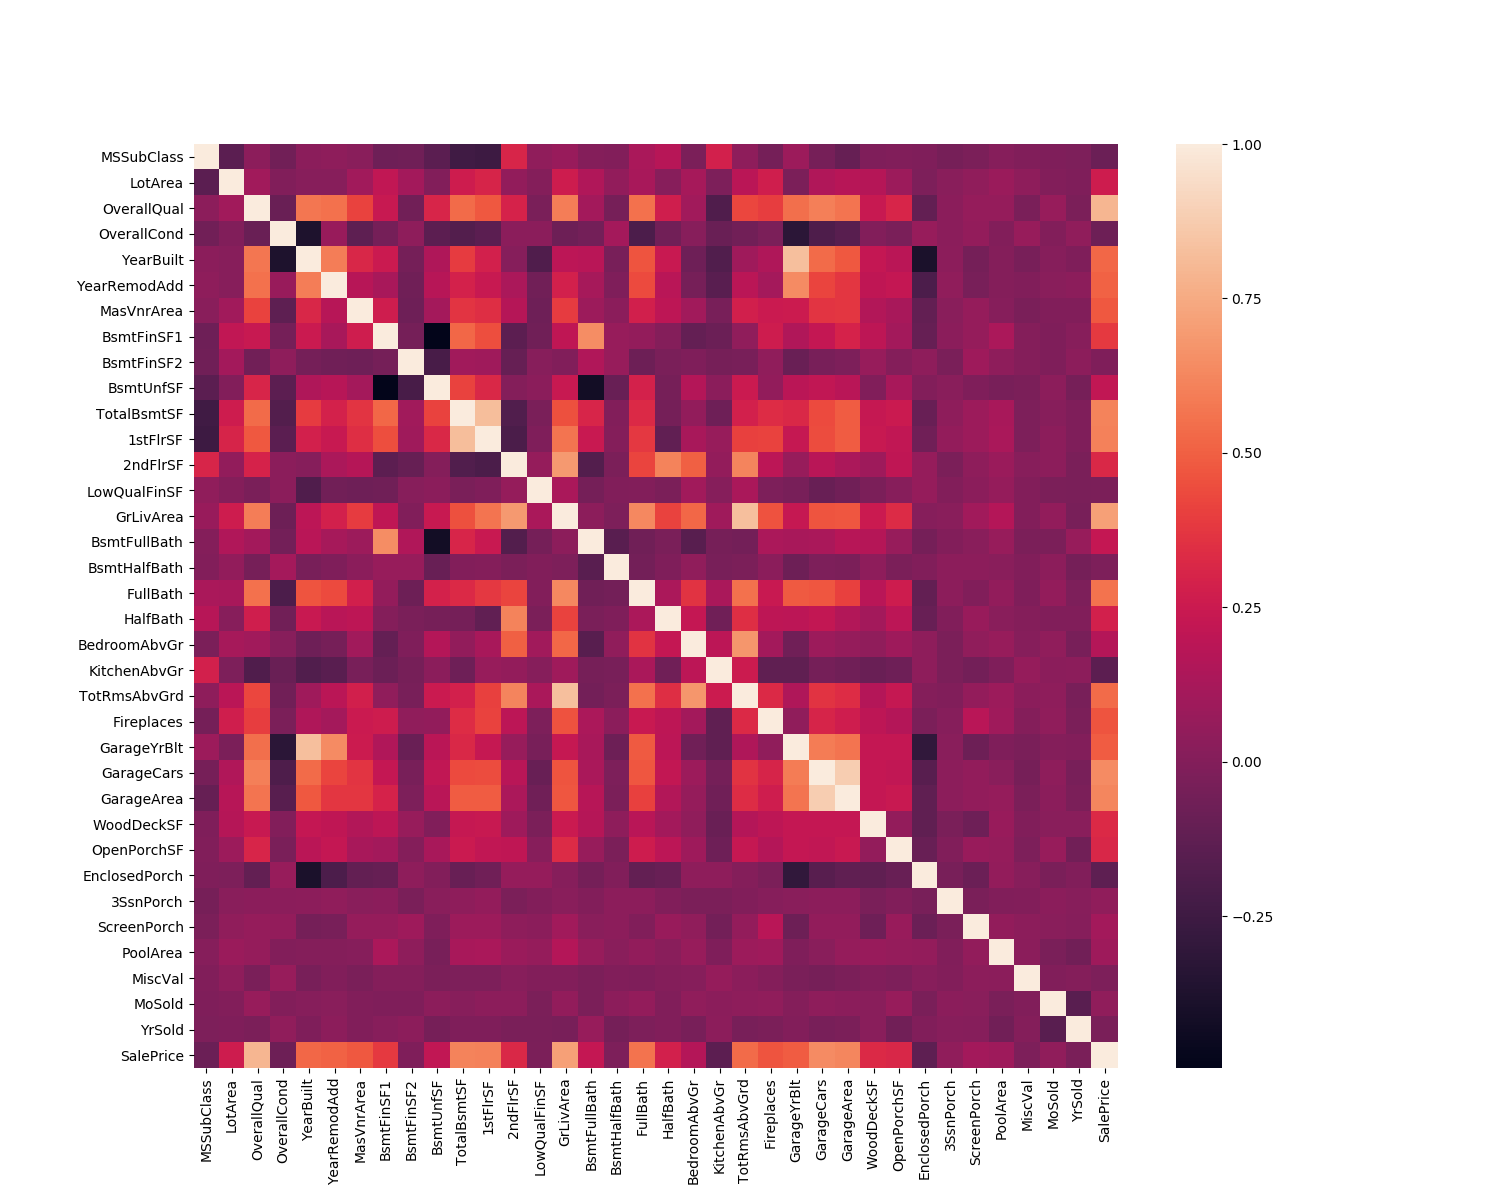 MSSubClass
LotArea
OverallQual
OverallCond
YearBuilt
YearRemodAdd
MasVnrArea
BsmtFinSF1
BsmtFinSF2
BsmtUnfSF
TotalBsmtSF
1stFlrSF
2ndFlrSF
LowQualFinSF
GrLivArea
BsmtFullBath
BsmtHalfBath
FullBath
HalfBath
BedroomAbvGr
KitchenAbvGr
TotRmsAbvGrd
Fireplaces
GarageYrBlt
GarageCars
GarageArea
WoodDeckSF
OpenPorchSF
EnclosedPorch
3SsnPorch
ScreenPorch
PoolArea
MiscVal
MoSold
YrSold
SalePrice
MSSubClass
LotArea
OverallQual
OverallCond
YearBuilt
YearRemodAdd
MasVnrArea
BsmtFinSF1
BsmtFinSF2
BsmtUnfSF
TotalBsmtSF
1stFlrSF
2ndFlrSF
LowQualFinSF
GrLivArea
BsmtFullBath
BsmtHalfBath
FullBath
HalfBath
BedroomAbvGr
KitchenAbvGr
TotRmsAbvGrd
Fireplaces
GarageYrBlt
GarageCars
GarageArea
WoodDeckSF
OpenPorchSF
EnclosedPorch
3SsnPorch
ScreenPorch
PoolArea
MiscVal
MoSold
YrSold
SalePrice
1.00
0.75
0.50
0.25
0.00
−0.25